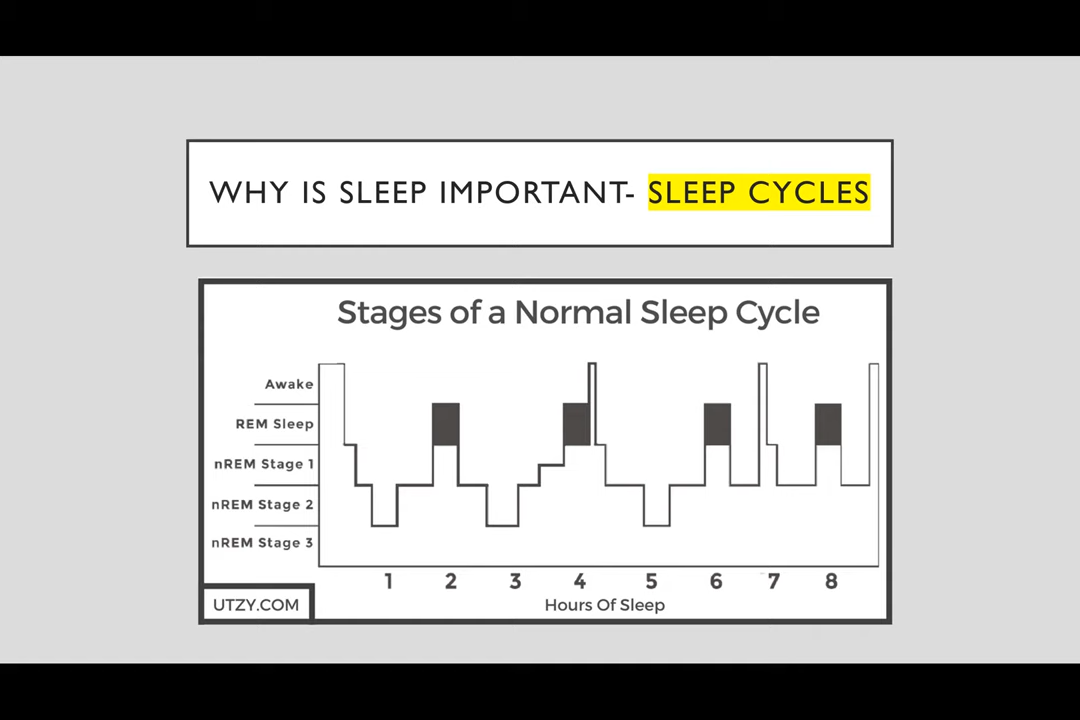 WHY IS SLEEP IMPORTANT- SLEEP CYCLES
Stages of a Normal Sleep Cycle
Awake
REM Sleep
nREM Stage 1
nREM Stage 2
nREM Stage 3
1 2 3 4 5 6 7 8
Hours Of Sleep
UTZY.COM